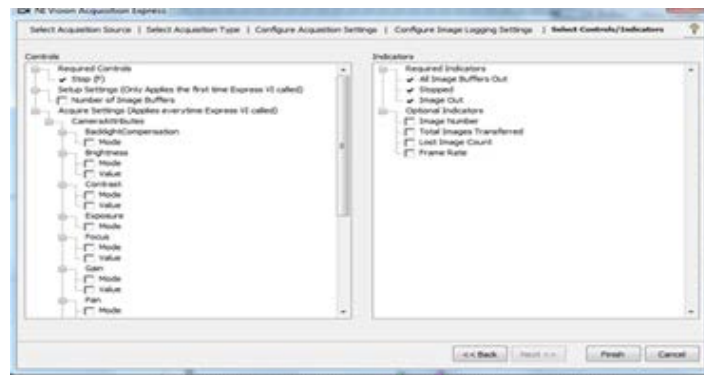 NI Vision Acquisition Express
Select Acquisition Source | Select Acquisition Type | Configure Acquisition Settings | Configure Image Logging Settings | Select Controls/Indicators
Controls
Required Controls
Stop (F)
Setup Settings (Only Applies the first time Express VI called)
Number of Image Buffers
Acquire Settings (Applies everytime Express VI called)
CameraAttributes
BacklightCompensation
Mode
Brightness
Mode
Value
Contrast
Mode
Value
Exposure
Mode
Focus
Mode
Value
Gain
Mode
Value
Pan
Mode
Indicators
Required Indicators
All Image Buffers Out
Stopped
Image Out
Optional Indicators
Image Number
Total Images Transferred
Lost Image Count
Frame Rate
<< Back
Next >>
Finish
Cancel